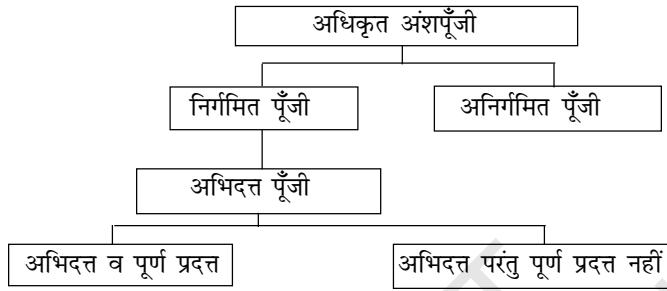 अधिकृत अंशपूँजी
निर्गमित पूँजी
अनिर्गमित पूँजी
अभिदत्त पूँजी
अभिदत्त व पूर्ण प्रदत्त
अभिदत्त परंतु पूर्ण प्रदत्त नहीं